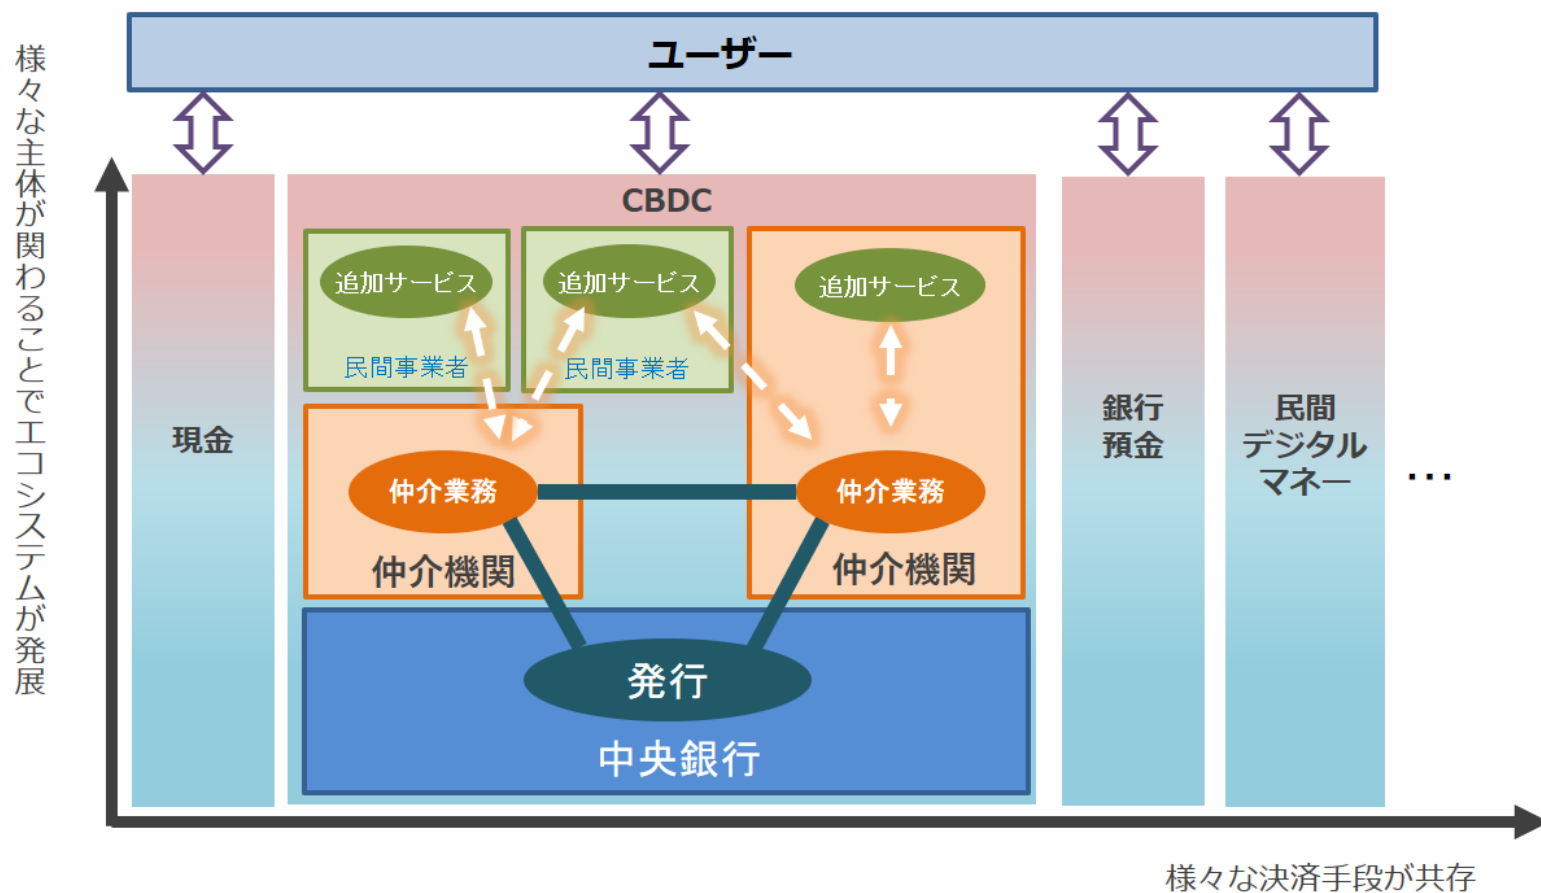 ユーザー
様々な主体が関わることでエコシステムが発展
CBDC
追加サービス
追加サービス
追加サービス
民間事業者
民間事業者
現金
銀行
預金
民間
デジタル
マネー
…
仲介業務
仲介業務
仲介機関
仲介機関
発行
中央銀行
様々な決済手段が共存